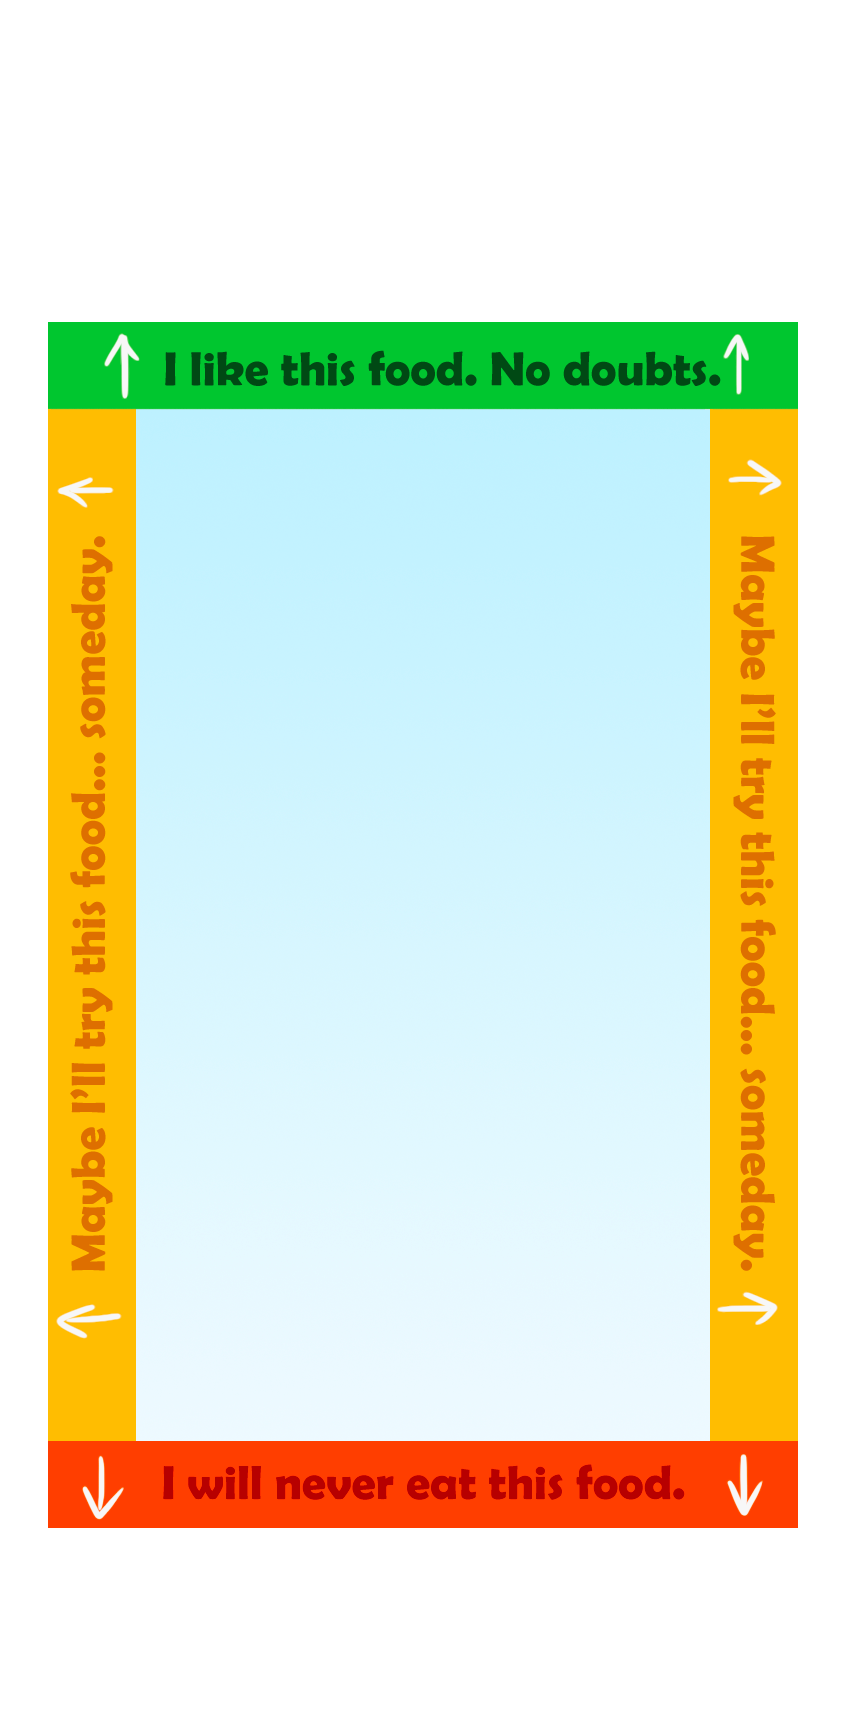 I like this food. No doubts.
Maybe I'll try this food... someday.
Maybe I'll try this food... someday.
I will never eat this food.